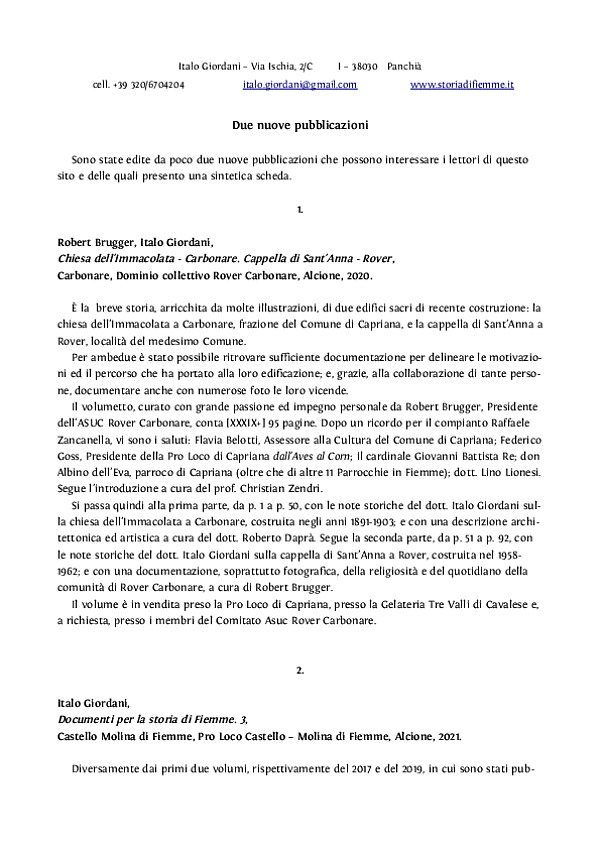 Italo Giordani – Via Ischia, 2/C I – 38030 Panchià
cell. +39 320/6704204 italo.giordani@gmail.com www.storiadifiemme.it
Due nuove pubblicazioni
Sono state edite da poco due nuove pubblicazioni che possono interessare i lettori di questo
sito e delle quali presento una sintetica scheda.
1.
Robert Brugger, Italo Giordani,
Chiesa dell'Immacolata - Carbonare. Cappella di Sant'Anna - Rover,
Carbonare, Dominio collettivo Rover Carbonare, Alcione, 2020.
È la breve storia, arricchita da molte illustrazioni, di due edifici sacri di recente costruzione: la
chiesa dell'Immacolata a Carbonare, frazione del Comune di Capriana, e la cappella di Sant'Anna a
Rover, località del medesimo Comune.
Per ambedue è stato possibile ritrovare sufficiente documentazione per delineare le motivazio-
ni ed il percorso che ha portato alla loro edificazione; e, grazie, alla collaborazione di tante perso-
ne, documentare anche con numerose foto le loro vicende.
Il volumetto, curato con grande passione ed impegno personale da Robert Brugger, Presidente
dell'ASUC Rover Carbonare, conta [XXXIX+] 95 pagine. Dopo un ricordo per il compianto Raffaele
Zancanella, vi sono i saluti: Flavia Belotti, Assessore alla Cultura del Comune di Capriana; Federico
Goss, Presidente della Pro Loco di Capriana dall'Aves al Corn; il cardinale Giovanni Battista Re; don
Albino dell'Eva, parroco di Capriana (oltre che di altre 11 Parrocchie in Fiemme); dott. Lino Lionesi.
Segue l'introduzione a cura del prof. Christian Zendri.
Si passa quindi alla prima parte, da p. 1 a p. 50, con le note storiche del dott. Italo Giordani sul-
la chiesa dell'Immacolata a Carbonare, costruita negli anni 1891-1903; e con una descrizione archi-
tettonica ed artistica a cura del dott. Roberto Daprà. Segue la seconda parte, da p. 51 a p. 92, con
le note storiche del dott. Italo Giordani sulla cappella di Sant'Anna a Rover, costruita nel 1958-
1962; e con una documentazione, soprattutto fotografica, della religiosità e del quotidiano della
comunità di Rover Carbonare, a cura di Robert Brugger.
Il volume è in vendita preso la Pro Loco di Capriana, presso la Gelateria Tre Valli di Cavalese e,
a richiesta, presso i membri del Comitato Asuc Rover Carbonare.
2.
Italo Giordani,
Documenti per la storia di Fiemme. 3,
Castello Molina di Fiemme, Pro Loco Castello – Molina di Fiemme, Alcione, 2021.
Diversamente dai primi due volumi, rispettivamente del 2017 e del 2019, in cui sono stati pub-